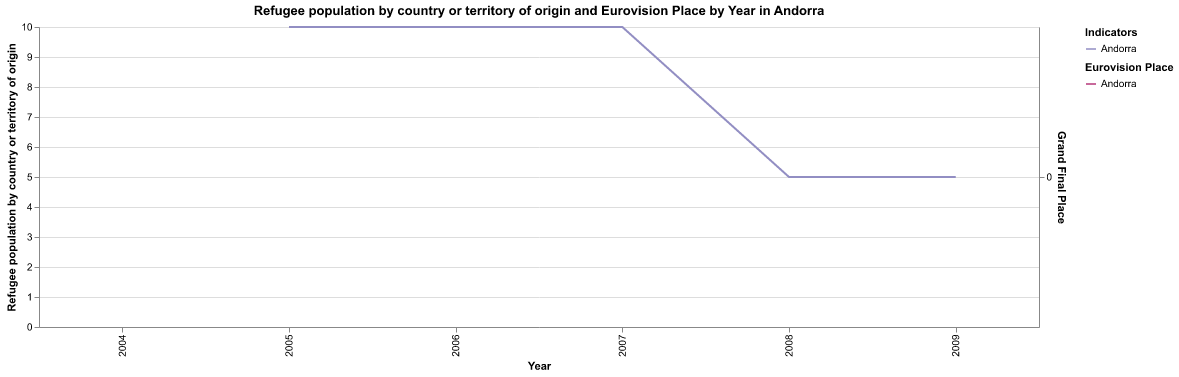 Refugee population by country or territory of origin and Eurovision Place by Year in Andorra
Refugee population by country or territory of origin
10
9
8
7
6
5
4
3
2
1
0
2004
2005
2006
2007
2008
2009
Year
0
Grand Final Place
Indicators
Andorra
Eurovision Place
Andorra